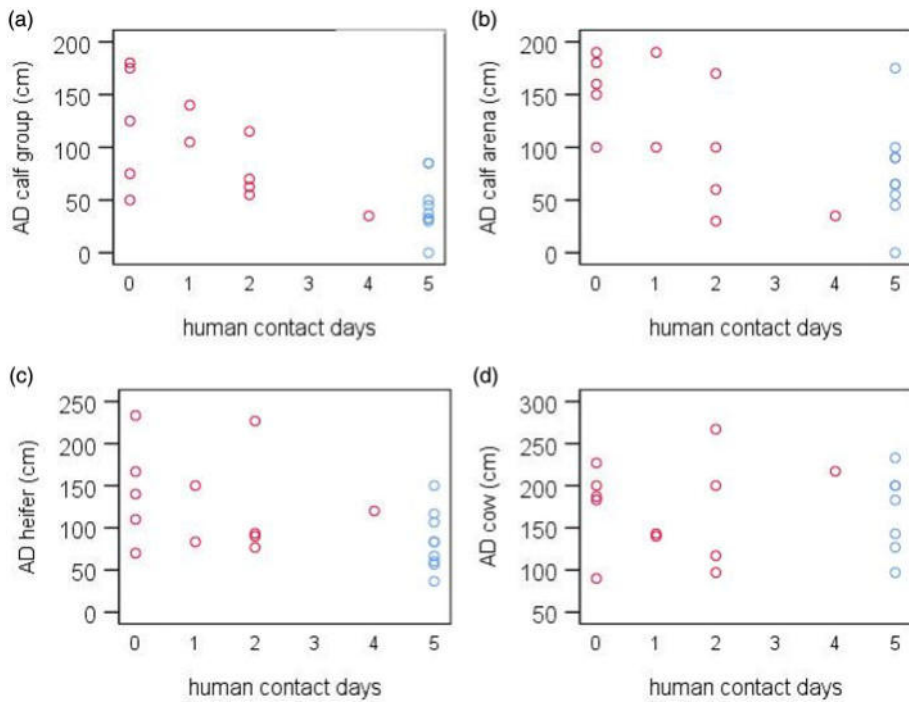 (a)
200
150
100
50
0
AD calf group (cm)
0 1 2 3 4 5
human contact days
(b)
200
150
100
50
0
AD calf arena (cm)
0 1 2 3 4 5
human contact days
(c)
250
200
150
100
50
0
AD heifer (cm)
0 1 2 3 4 5
human contact days
(d)
300
250
200
150
100
50
AD cow (cm)
0 1 2 3 4 5
human contact days